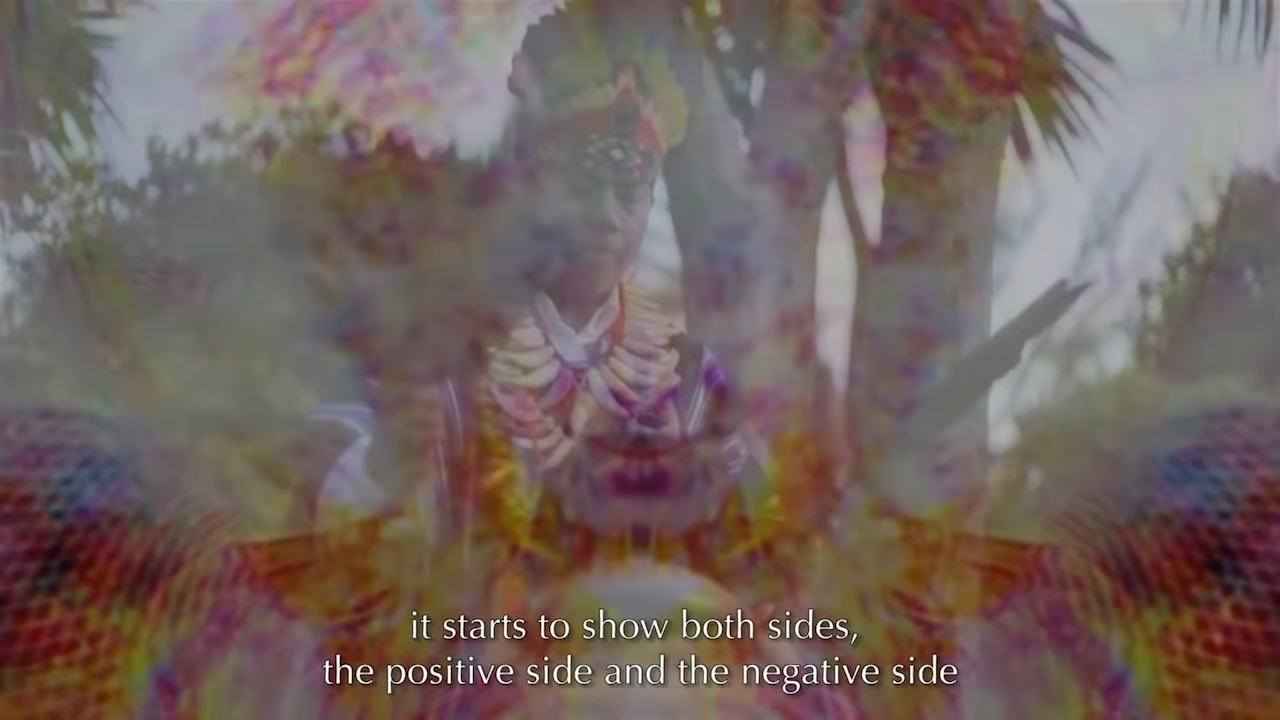 it starts to show both sides,
the positive side and the negative side